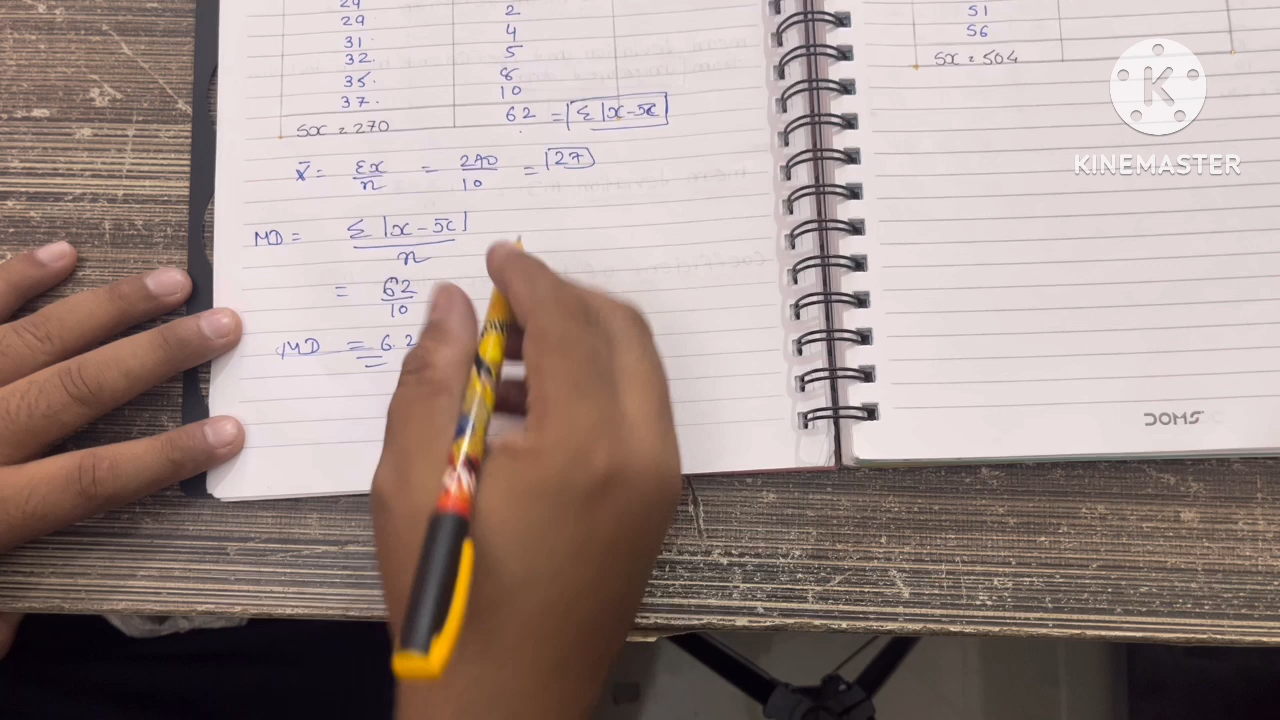 24 2
29 4
31. 5
32. 8
35. 10
37. 62 = Σ|x-x̄|
Σx = 270
x̄ = Σx/n = 270/10 = 27
MD = Σ|x-x̄|/n
= 62/10
MD = 6.2
51
56
Σx = 504
KINEMASTER
DOMS